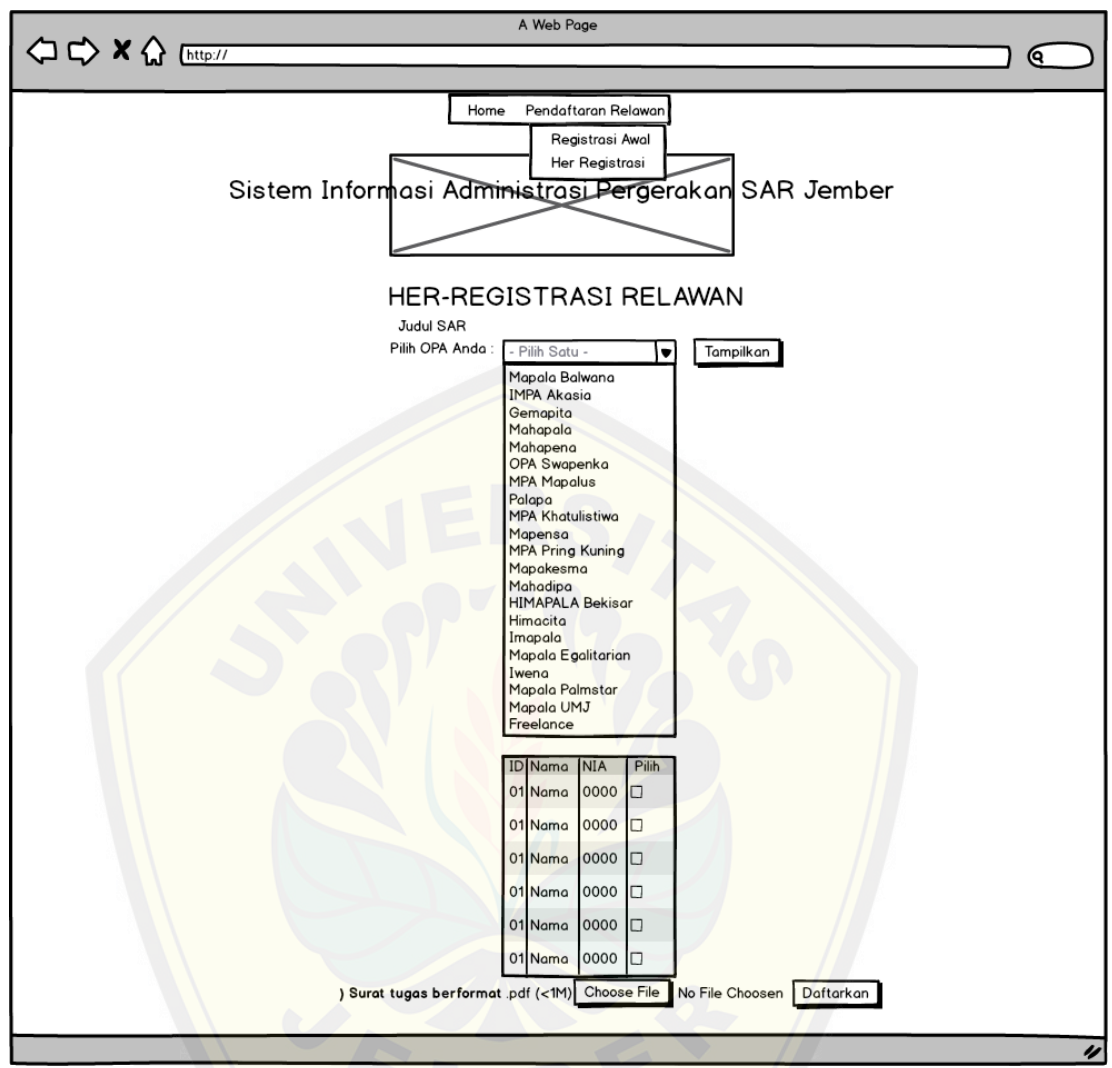 A Web Page
http://
Home Pendaftaran Relawan
Registrasi Awal
Her Registrasi
Sistem Informasi Administrasi Pergerakan SAR Jember
HER-REGISTRASI RELAWAN
Judul SAR
Pilih OPA Anda : - Pilih Satu - Tampilkan
Mapala Balwana
IMPA Akasia
Gemapita
Mahapala
Mahapena
OPA Swapenka
MPA Mapalus
Palapa
MPA Khatulistiwa
Mapensa
MPA Pring Kuning
Mapakesma
Mahadipa
HIMAPALA Bekisar
Himacita
Imapala
Mapala Egalitarian
Iwena
Mapala Palmstar
Mapala UMJ
Freelance
ID Nama NIA Pilih
01 Nama 0000
01 Nama 0000
01 Nama 0000
01 Nama 0000
01 Nama 0000
01 Nama 0000
) Surat tugas berformat .pdf (<1M) Choose File No File Choosen Daftarkan
UNIVERSITAS
JEMBER